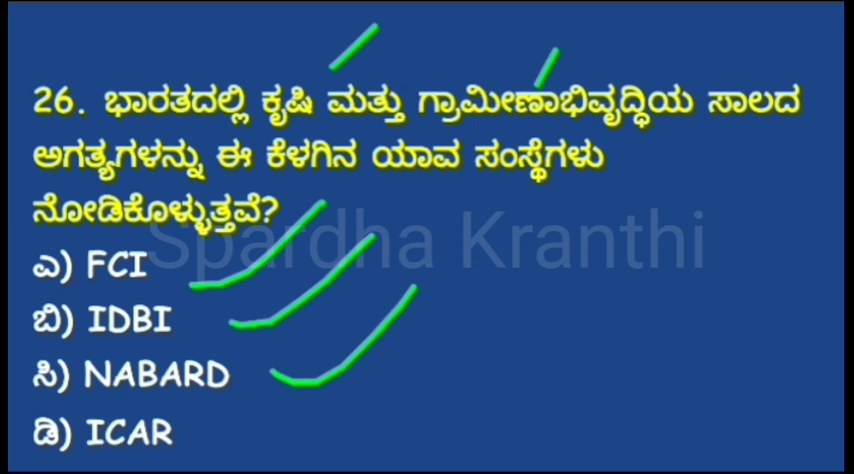 26. ಭಾರತದಲ್ಲಿ ಕೃಷಿ ಮತ್ತು ಗ್ರಾಮೀಣಾಭಿವೃದ್ಧಿಯ ಸಾಲದ
ಅಗತ್ಯಗಳನ್ನು ಈ ಕೆಳಗಿನ ಯಾವ ಸಂಸ್ಥೆಗಳು
ನೋಡಿಕೊಳ್ಳುತ್ತವೆ?
Spardha Kranthi
ಎ) FCI
ಬಿ) IDBI
ಸಿ) NABARD
ಡಿ) ICAR